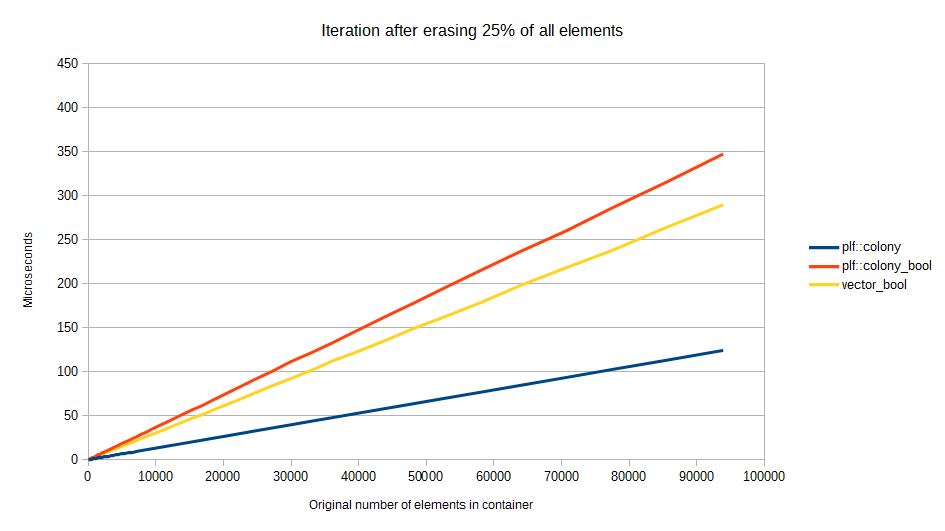 Iteration after erasing 25% of all elements
450
400
350
300
250
200
150
100
50
0
Microseconds
0 10000 20000 30000 40000 50000 60000 70000 80000 90000 100000
Original number of elements in container
plf::colony
plf::colony_bool
vector_bool